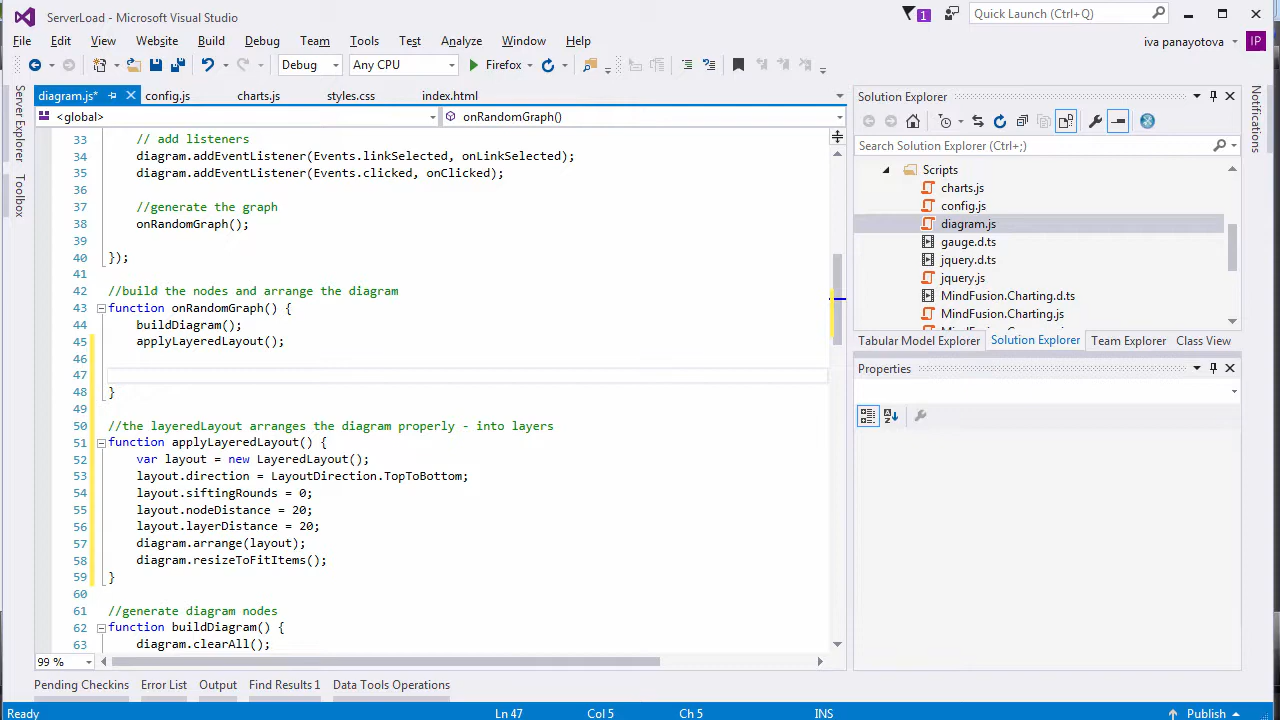 ServerLoad - Microsoft Visual Studio
1
Quick Launch (Ctrl+Q)
File Edit View Website Build Debug Team Tools Test Analyze Window Help
iva panayotova IP
Debug Any CPU Firefox
Server Explorer
Toolbox
diagram.js* config.js charts.js styles.css index.html
<global> onRandomGraph()
33 // add listeners
34 diagram.addEventListener(Events.linkSelected, onLinkSelected);
35 diagram.addEventListener(Events.clicked, onClicked);
36
37 //generate the graph
38 onRandomGraph();
39
40 });
41
42 //build the nodes and arrange the diagram
43 function onRandomGraph() {
44 buildDiagram();
45 applyLayeredLayout();
46
47
48 }
49
50 //the layeredLayout arranges the diagram properly - into layers
51 function applyLayeredLayout() {
52 var layout = new LayeredLayout();
53 layout.direction = LayoutDirection.TopToBottom;
54 layout.siftingRounds = 0;
55 layout.nodeDistance = 20;
56 layout.layerDistance = 20;
57 diagram.arrange(layout);
58 diagram.resizeToFitItems();
59 }
60
61 //generate diagram nodes
62 function buildDiagram() {
63 diagram.clearAll();
99 %
Solution Explorer
Search Solution Explorer (Ctrl+;)
Scripts
charts.js
config.js
diagram.js
gauge.d.ts
jquery.d.ts
jquery.js
MindFusion.Charting.d.ts
MindFusion.Charting.js
Tabular Model Explorer Solution Explorer Team Explorer Class View
Properties
Notifications
Pending Checkins Error List Output Find Results 1 Data Tools Operations
Ready Ln 47 Col 5 Ch 5 INS Publish